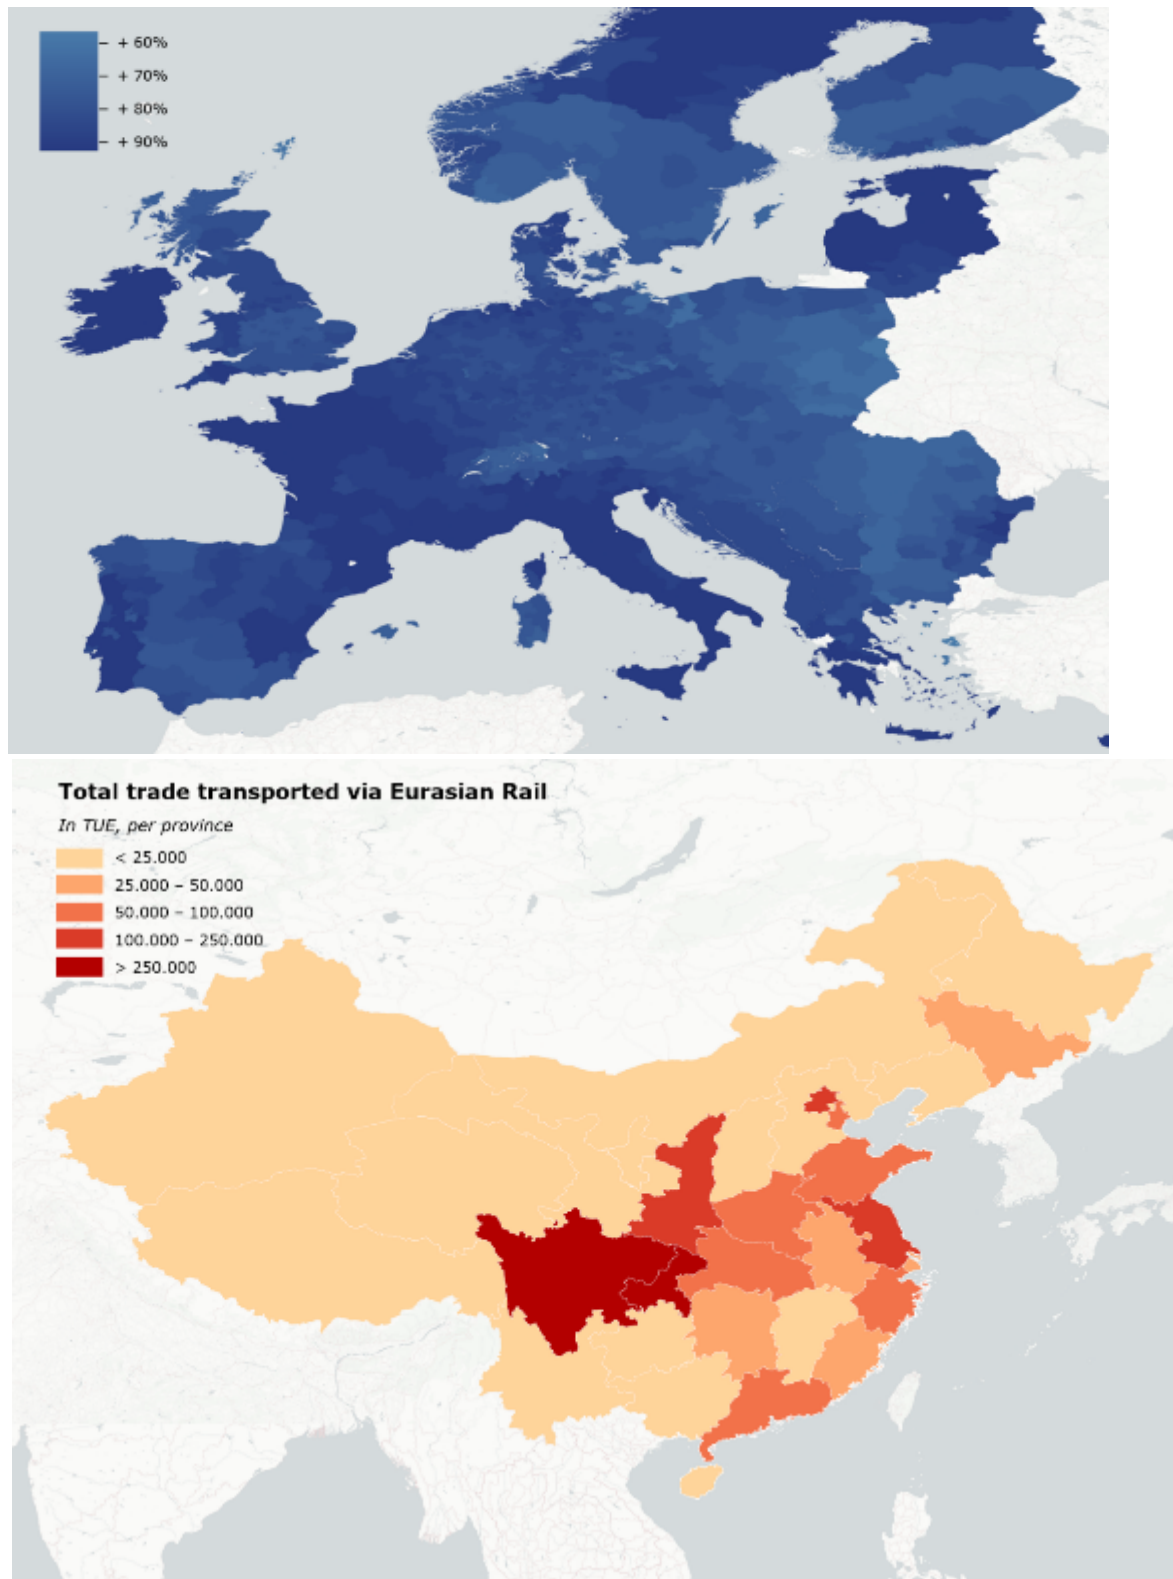 + 60%
+ 70%
+ 80%
+ 90%
Total trade transported via Eurasian Rail
In TUE, per province
< 25.000
25.000 – 50.000
50.000 – 100.000
100.000 – 250.000
> 250.000